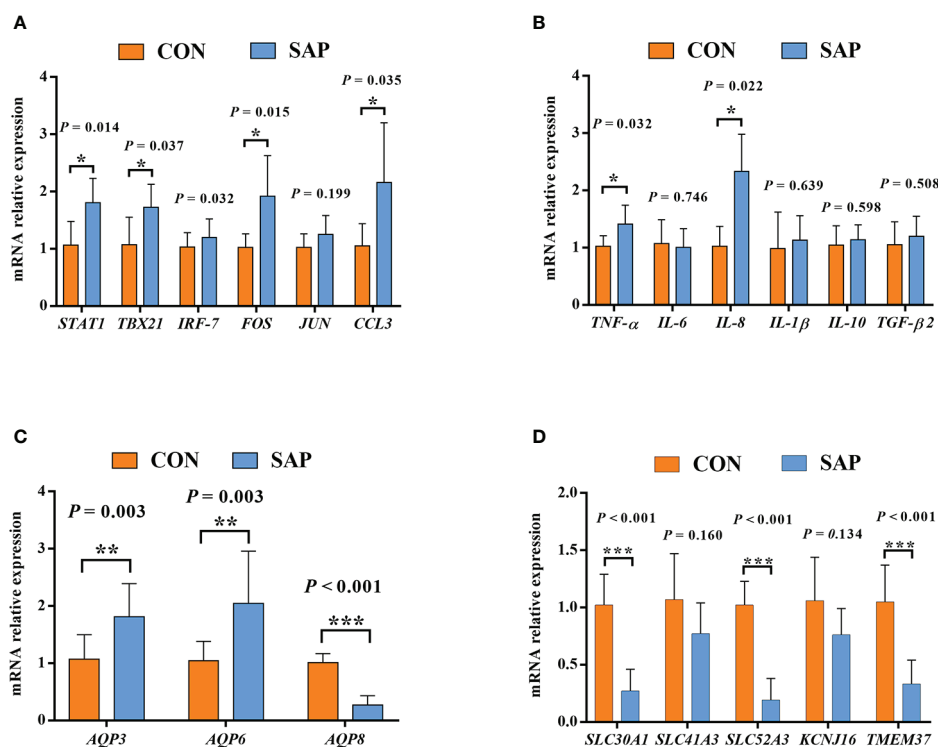 A
CON SAP
P = 0.035
P = 0.015
P = 0.014
P = 0.037
P = 0.032
P = 0.199
* * * *
mRNA relative expression
4
3
2
1
0
STAT1 TBX21 IRF-7 FOS JUN CCL3
B
CON SAP
P = 0.022
P = 0.032
P = 0.746
P = 0.639
P = 0.598
P = 0.508
* *
mRNA relative expression
4
3
2
1
0
TNF-α IL-6 IL-8 IL-1β IL-10 TGF-β2
C
CON SAP
P = 0.003
P = 0.003
P < 0.001
** ** ***
mRNA relative expression
4
3
2
1
0
AQP3 AQP6 AQP8
D
CON SAP
P < 0.001
P = 0.160
P < 0.001
P = 0.134
P < 0.001
*** *** ***
mRNA relative expression
2.0
1.5
1.0
0.5
0.0
SLC30A1 SLC41A3 SLC52A3 KCNJ16 TMEM37